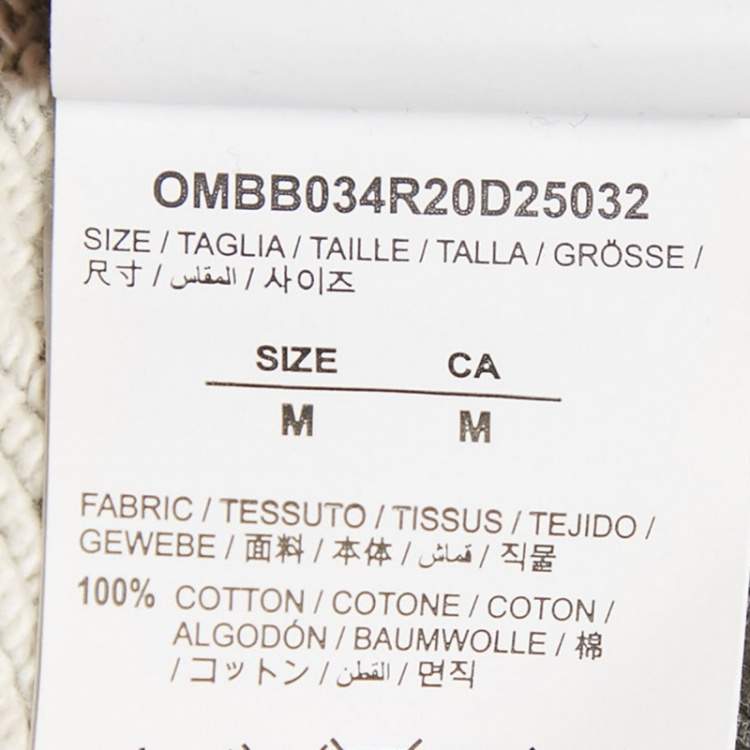 OMBB034R20D25032
SIZE / TAGLIA / TAILLE / TALLA / GRÖSSE /
尺寸 / المقاس / 사이즈
SIZE CA
M M
FABRIC / TESSUTO / TISSUS / TEJIDO /
GEWEBE / 面料 / 本体 / قماش / 직물
100% COTTON / COTONE / COTON /
ALGODÓN / BAUMWOLLE / 棉
/ コットン / القطن / 면직